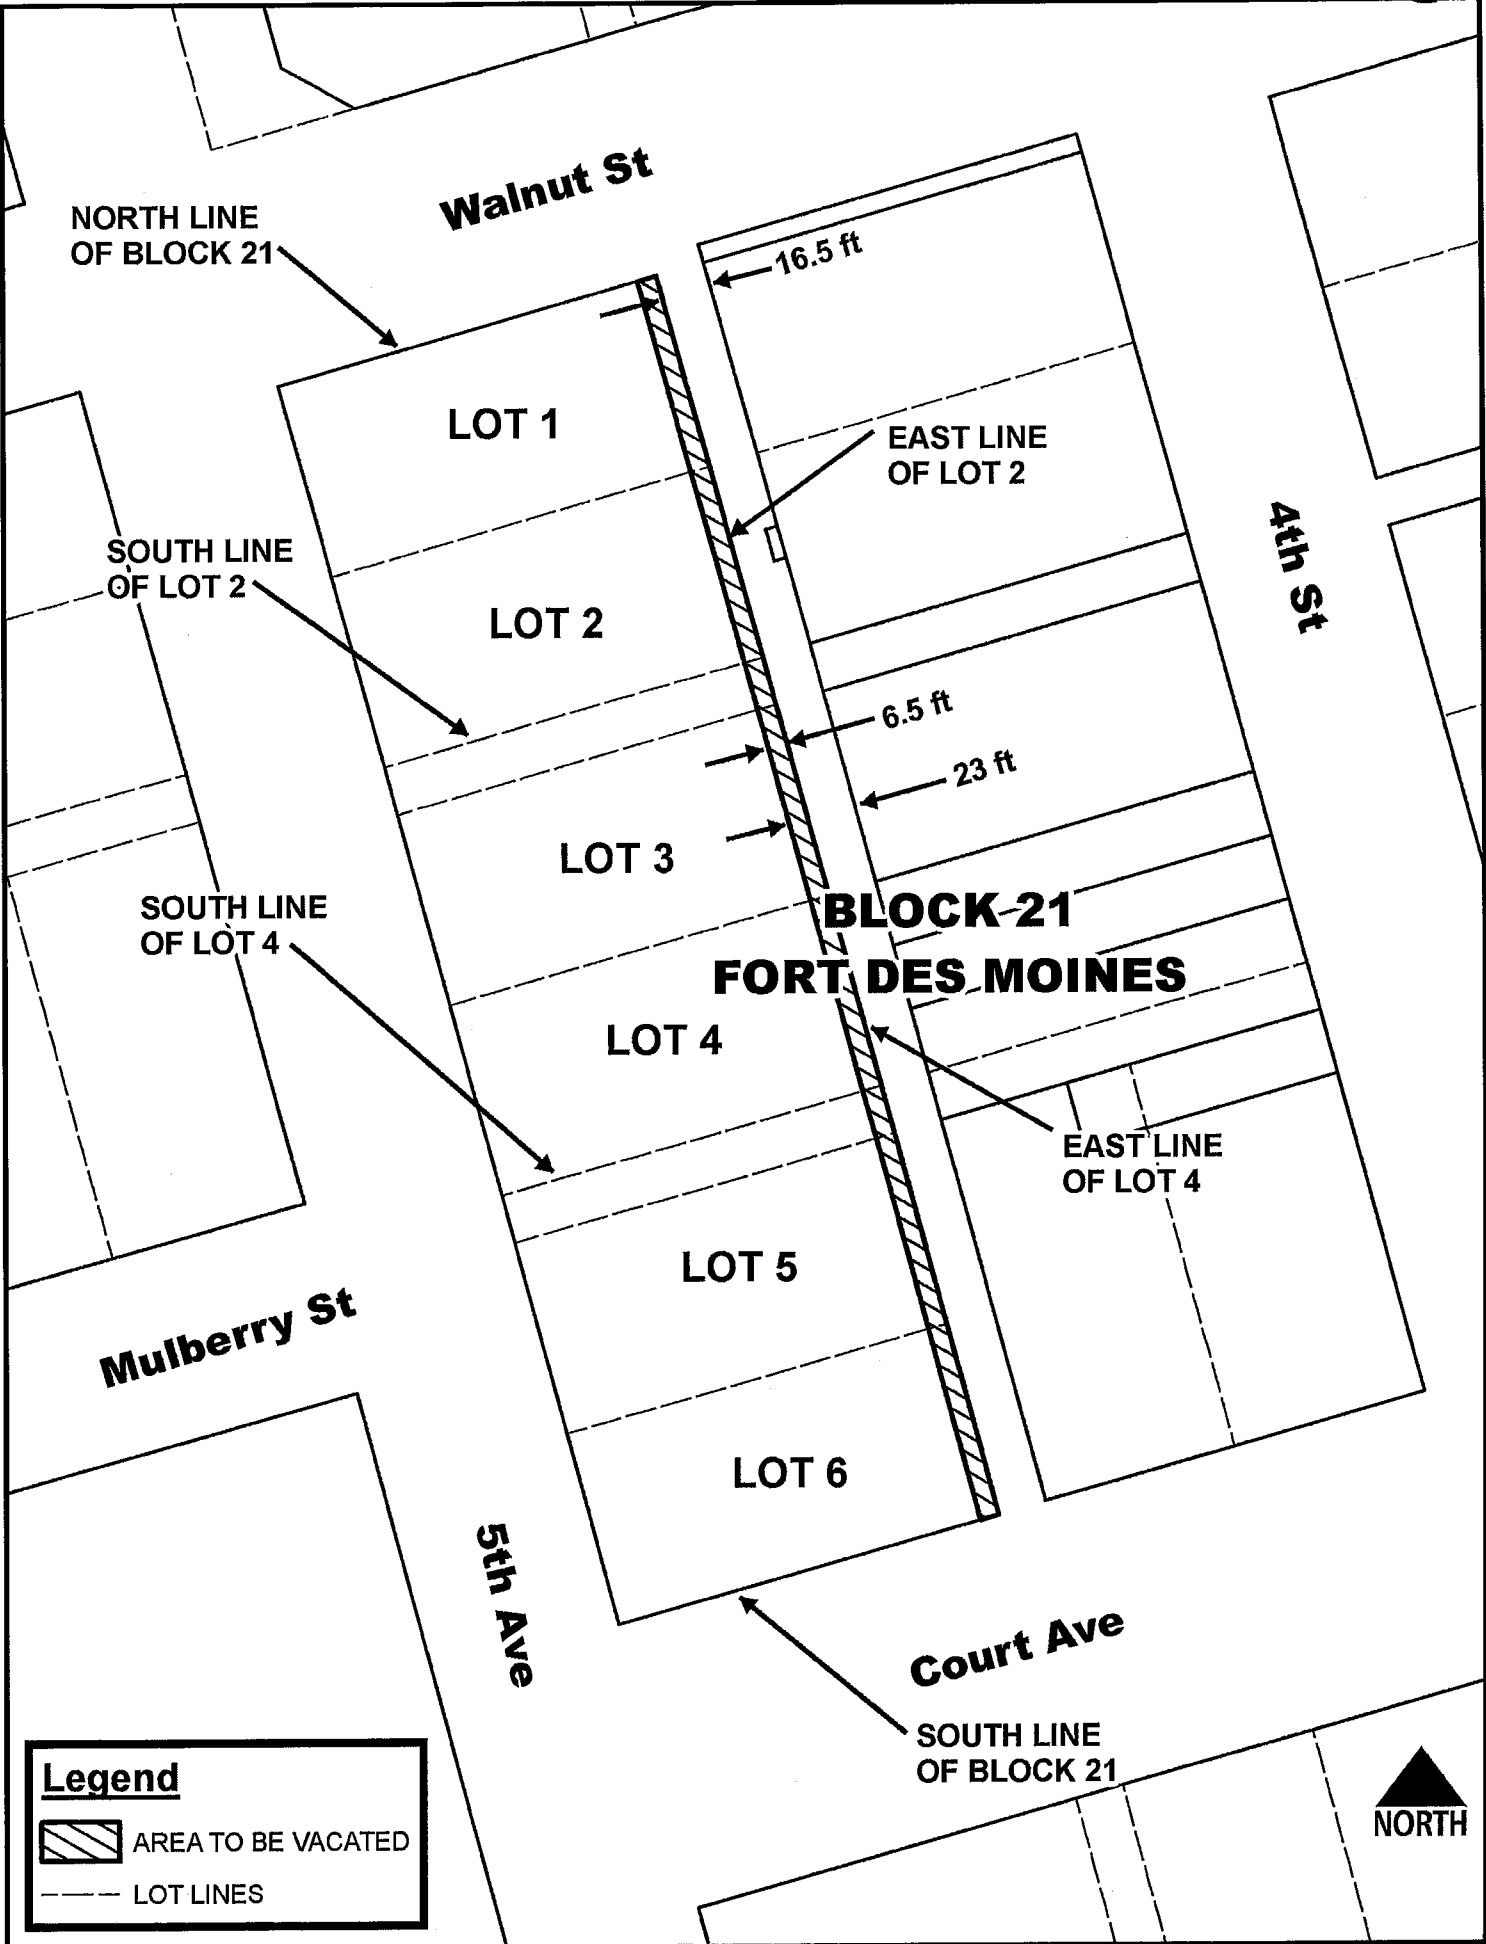 Walnut St
NORTH LINE
OF BLOCK 21
16.5 ft
LOT 1
EAST LINE
OF LOT 2
4th St
SOUTH LINE
OF LOT 2
LOT 2
6.5 ft
23 ft
LOT 3
SOUTH LINE
OF LOT 4
BLOCK 21
FORT DES MOINES
LOT 4
EAST LINE
OF LOT 4
LOT 5
Mulberry St
LOT 6
5th Ave
Court Ave
SOUTH LINE
OF BLOCK 21
Legend
AREA TO BE VACATED
LOT LINES
NORTH